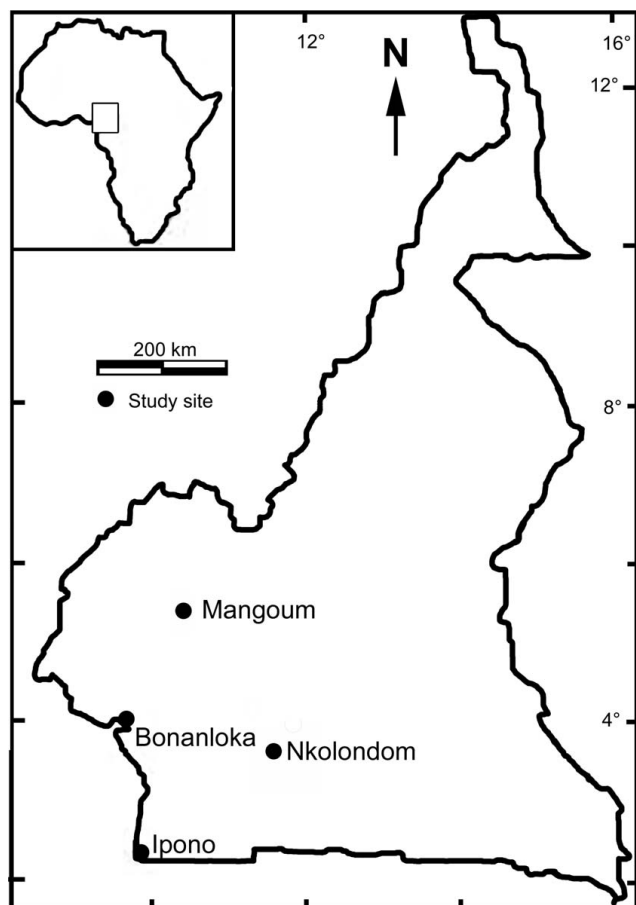 12°
16°
N
12°
200 km
Study site
8°
Mangoum
4°
Bonanloka
Nkolondom
Ipono